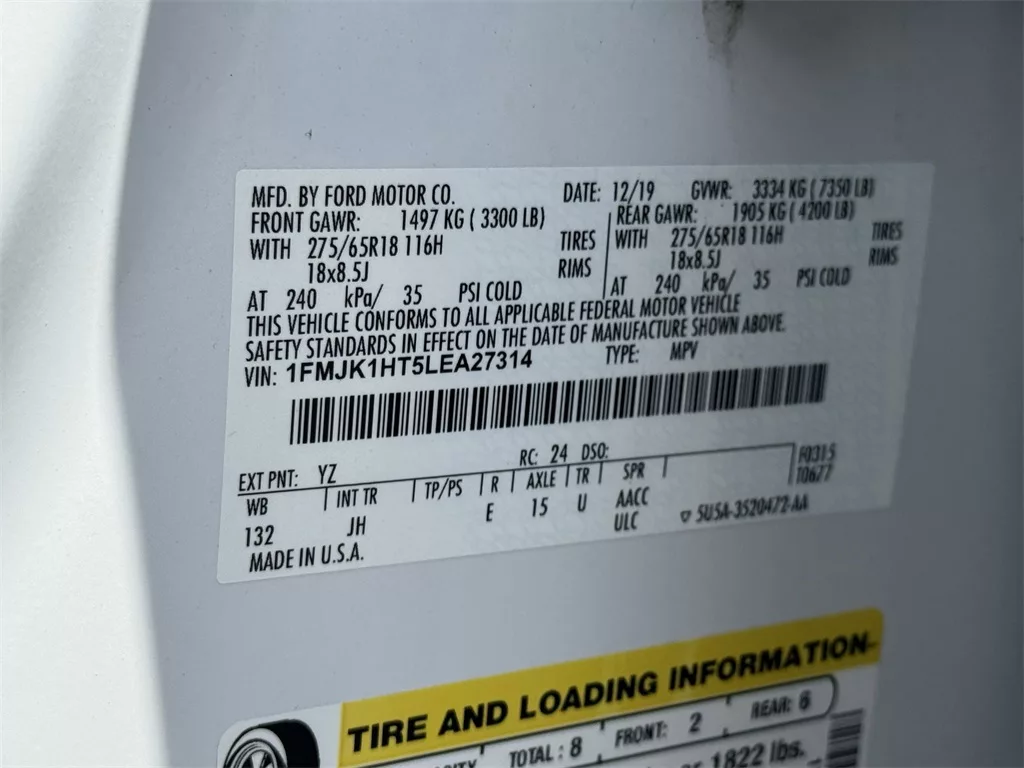 MFD. BY FORD MOTOR CO. DATE: 12/19 GVWR: 3334 KG ( 7350 LB)
FRONT GAWR: 1497 KG ( 3300 LB) REAR GAWR: 1905 KG ( 4200 LB)
WITH 275/65R18 116H TIRES WITH 275/65R18 116H TIRES
18x8.5J RIMS 18x8.5J RIMS
AT 240 kPa/ 35 PSI COLD AT 240 kPa/ 35 PSI COLD
THIS VEHICLE CONFORMS TO ALL APPLICABLE FEDERAL MOTOR VEHICLE
SAFETY STANDARDS IN EFFECT ON THE DATE OF MANUFACTURE SHOWN ABOVE.
VIN: 1FMJK1HT5LEA27314 TYPE: MPV
EXT PNT: YZ RC: 24 DSO: F0315
WB INT TR TP/PS R AXLE TR SPR T0677
132 JH E 15 U AACC
ULC 5U5A-3520472-AA
MADE IN U.S.A.
TIRE AND LOADING INFORMATION
TOTAL : 8 FRONT: 2 REAR: 6
1822 lbs.